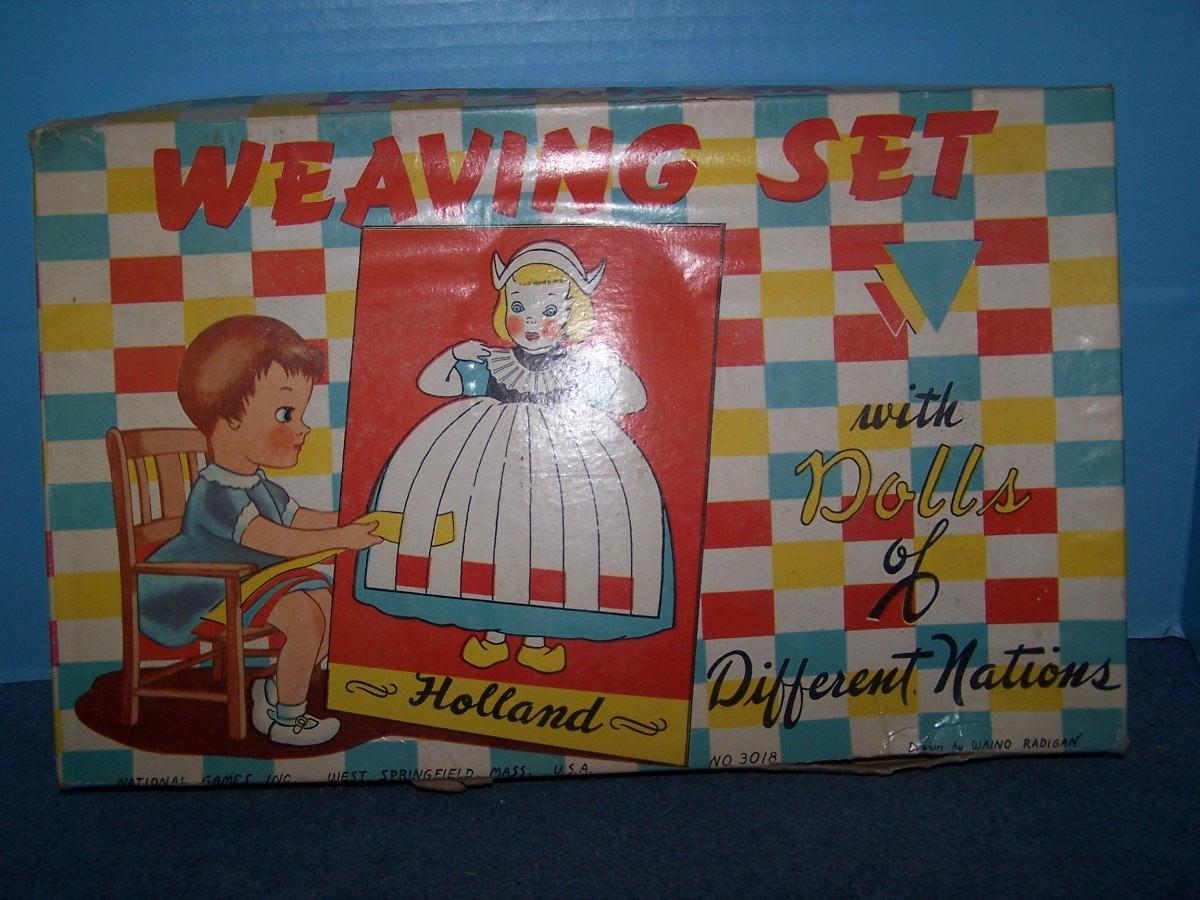 WEAVING SET
with
Dolls
of
Different Nations
Holland
NO. 3018
Drawn by WAINO RADIGAN
NATIONAL GAMES INC. WEST SPRINGFIELD, MASS. U.S.A.